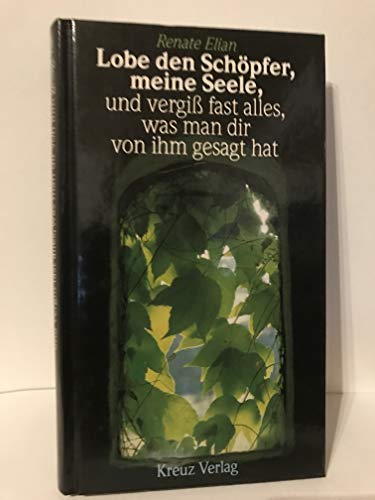 Renate Elian
Lobe den Schöpfer,
meine Seele,
und vergiß fast alles,
was man dir
von ihm gesagt hat
Kreuz Verlag